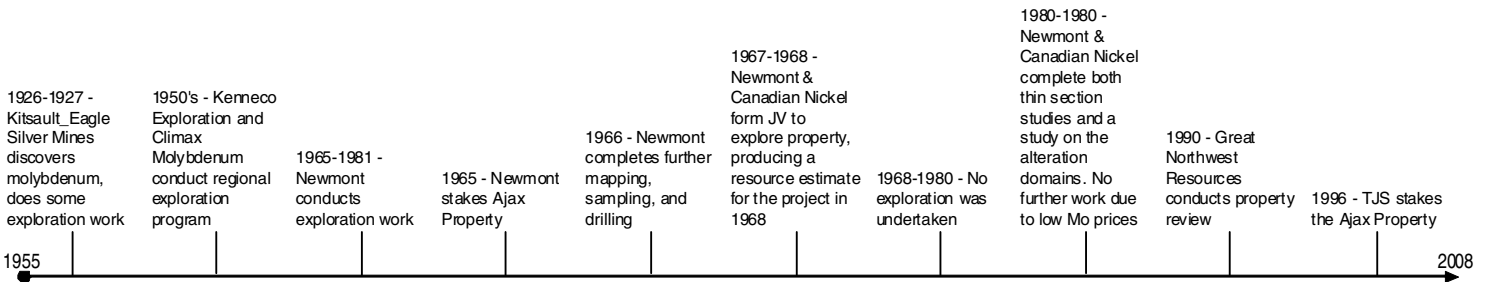 1926-1927 -
Kitsault_Eagle
Silver Mines
discovers
molybdenum,
does some
exploration work
1950's - Kenneco
Exploration and
Climax
Molybdenum
conduct regional
exploration
program
1965-1981 -
Newmont
conducts
exploration work
1965 - Newmont
stakes Ajax
Property
1966 - Newmont
completes further
mapping,
sampling, and
drilling
1967-1968 -
Newmont &
Canadian Nickel
form JV to
explore property,
producing a
resource estimate
for the project in
1968
1968-1980 - No
exploration was
undertaken
1980-1980 -
Newmont &
Canadian Nickel
complete both
thin section
studies and a
study on the
alteration
domains. No
further work due
to low Mo prices
1990 - Great
Northwest
Resources
conducts property
review
1996 - TJS stakes
the Ajax Property
1955
2008